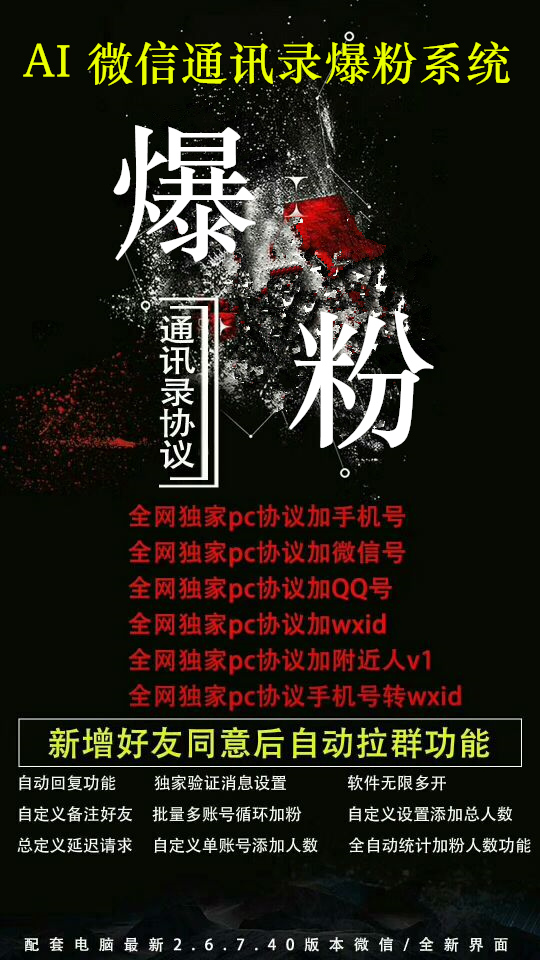 AI 微信通讯录爆粉系统
爆
粉
通讯录协议
全网独家pc协议加手机号
全网独家pc协议加微信号
全网独家pc协议加QQ号
全网独家pc协议加wxid
全网独家pc协议加附近人v1
全网独家pc协议手机号转wxid
新增好友同意后自动拉群功能
自动回复功能 独家验证消息设置 软件无限多开
自定义备注好友 批量多账号循环加粉 自定义设置添加总人数
总定义延迟请求 自定义单账号添加人数 全自动统计加粉人数功能
配套电脑最新2.6.7.40版本微信/全新界面